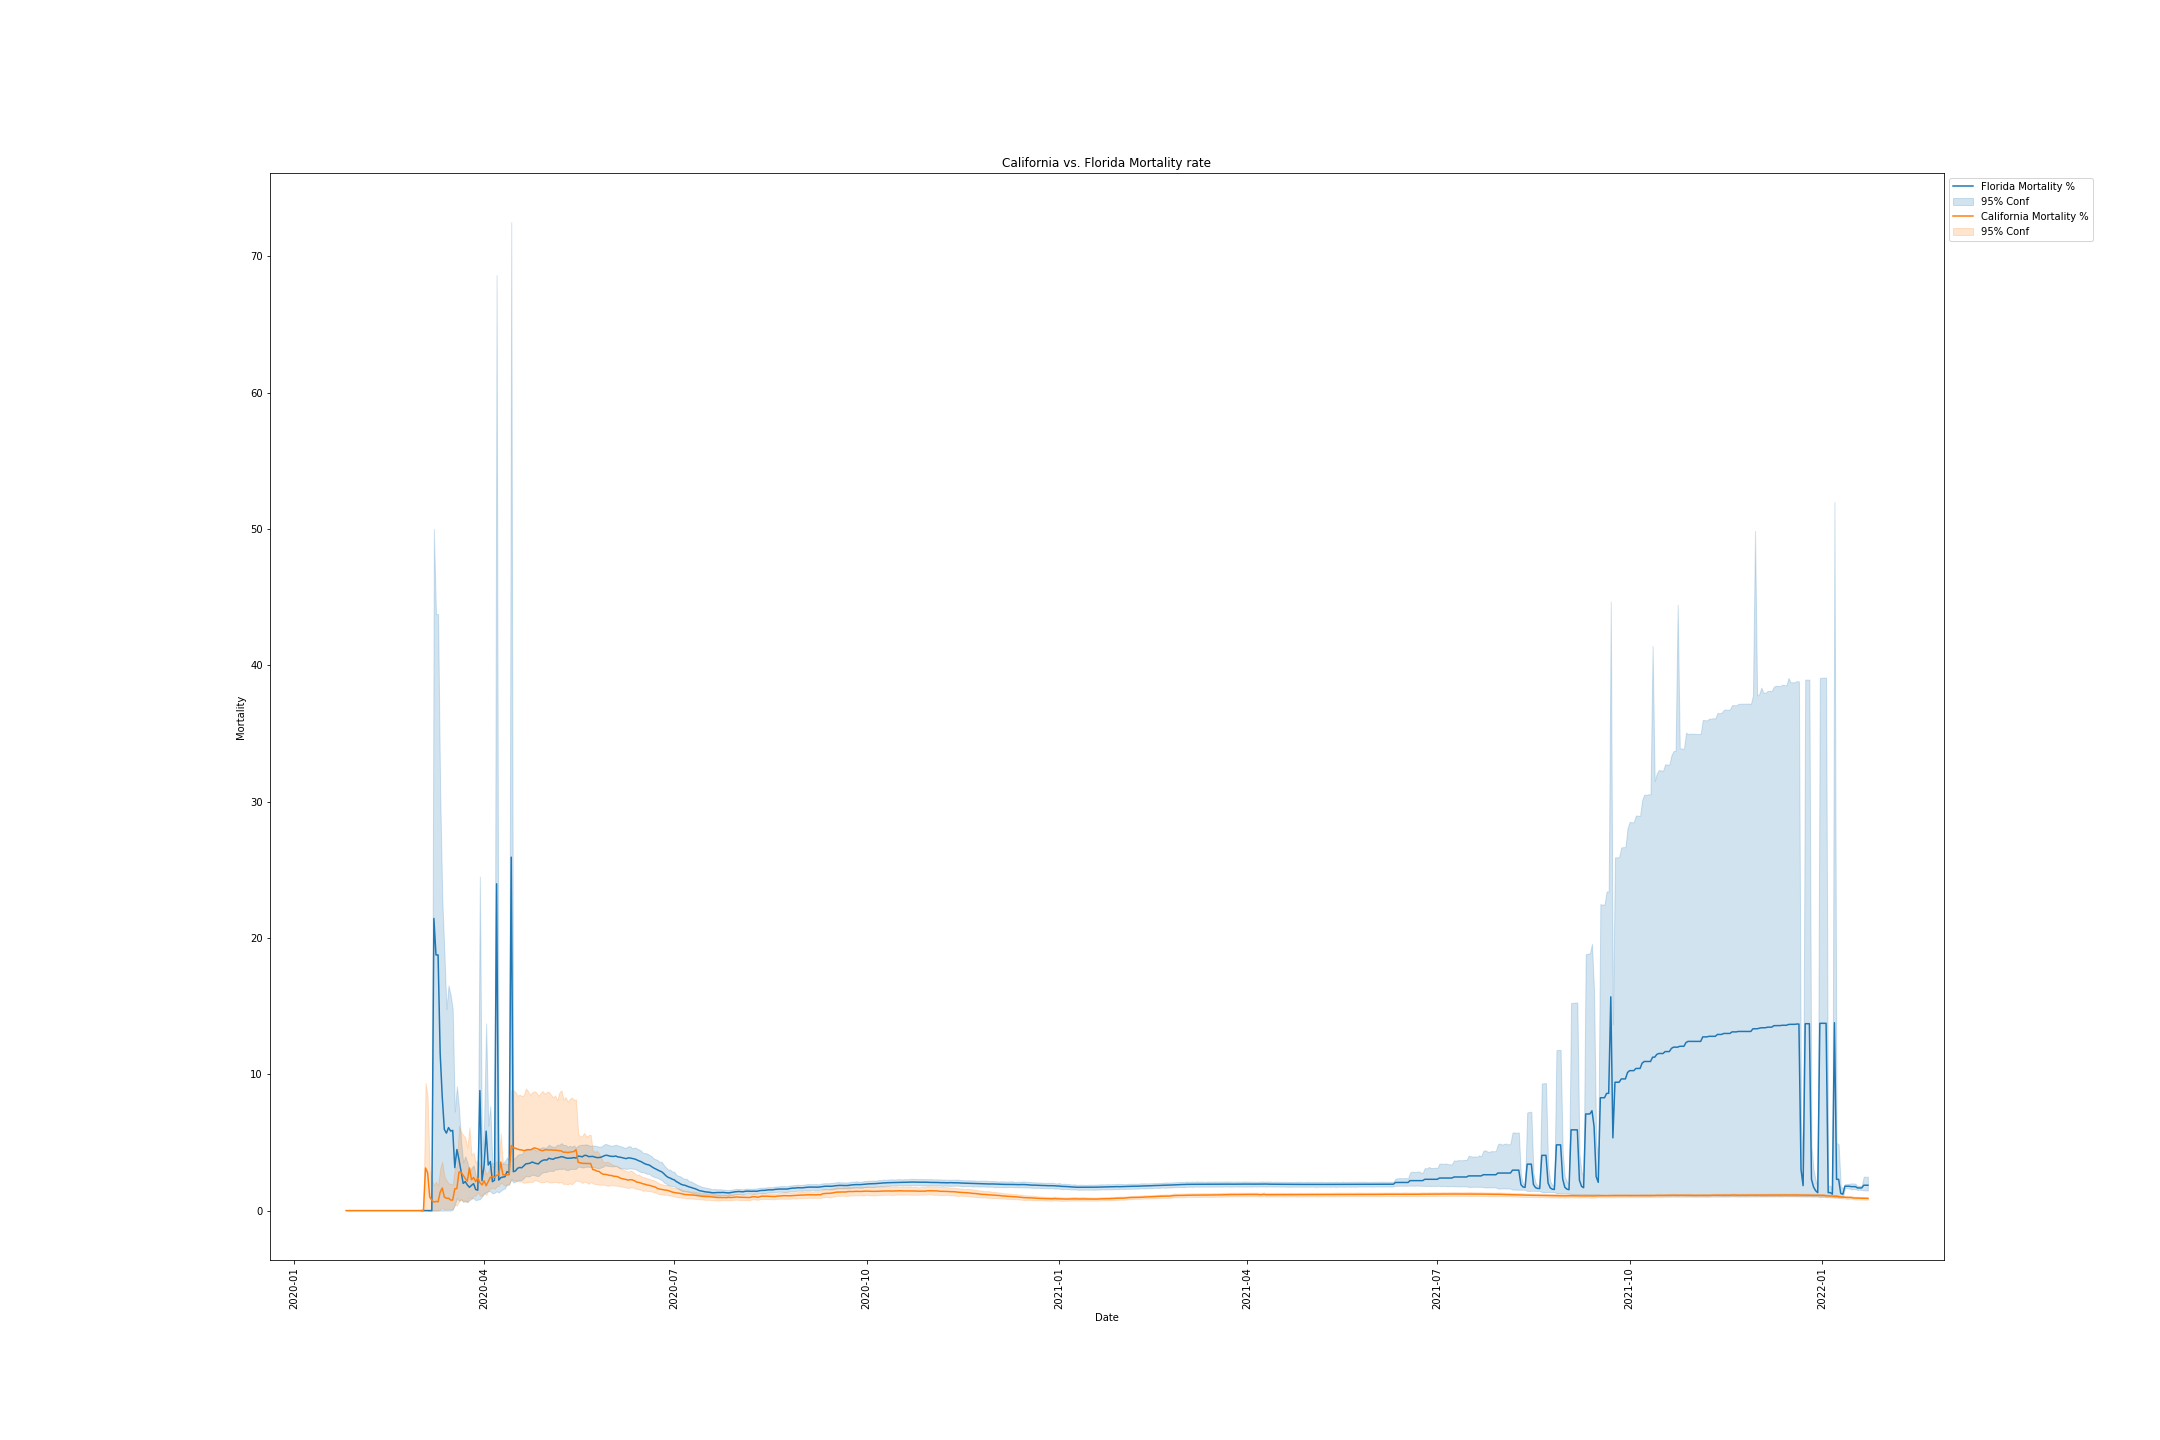 California vs. Florida Mortality rate
Florida Mortality %
95% Conf
California Mortality %
95% Conf
70
60
50
40
30
20
10
0
Mortality
2020-01
2020-04
2020-07
2020-10
2021-01
2021-04
2021-07
2021-10
2022-01
Date